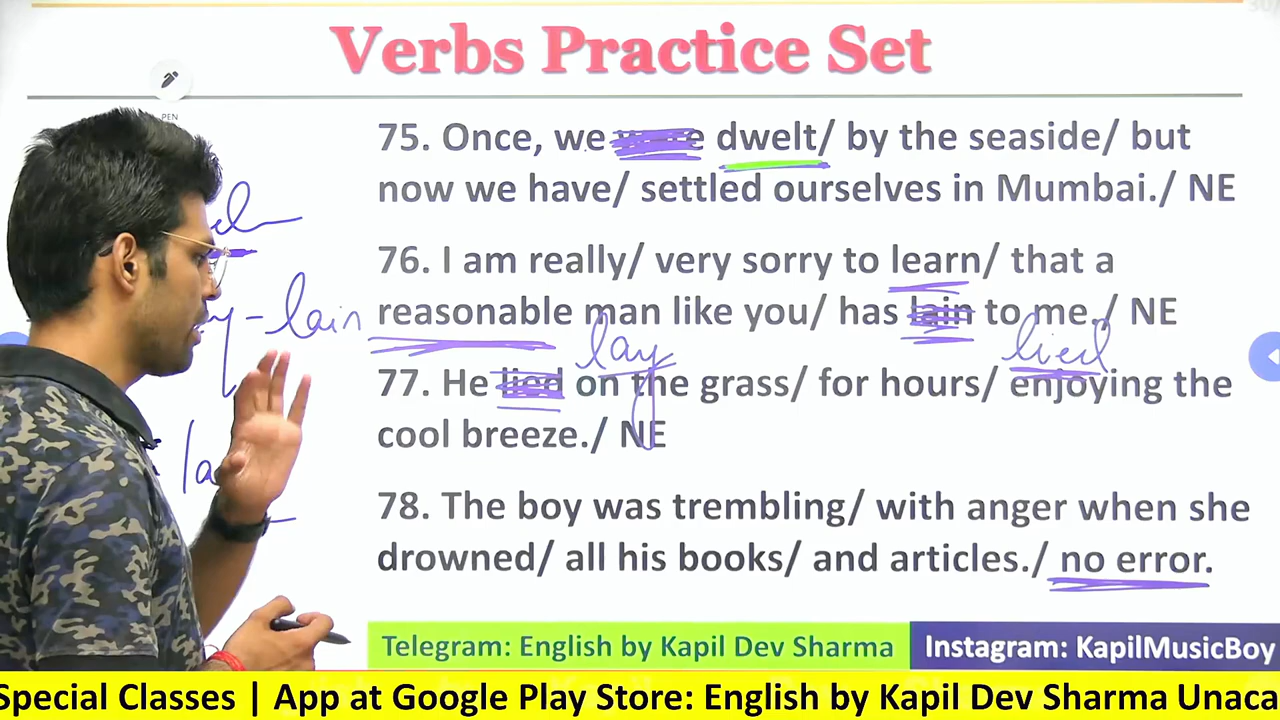 Verbs Practice Set
PEN
75. Once, we were dwelt/ by the seaside/ but
now we have/ settled ourselves in Mumbai./ NE
76. I am really/ very sorry to learn/ that a
reasonable man like you/ has lain to me./ NE
lain
lay
lied
77. He lied on the grass/ for hours/ enjoying the
cool breeze./ NE
78. The boy was trembling/ with anger when she
drowned/ all his books/ and articles./ no error.
Telegram: English by Kapil Dev Sharma
Instagram: KapilMusicBoy
Special Classes | App at Google Play Store: English by Kapil Dev Sharma Unaca